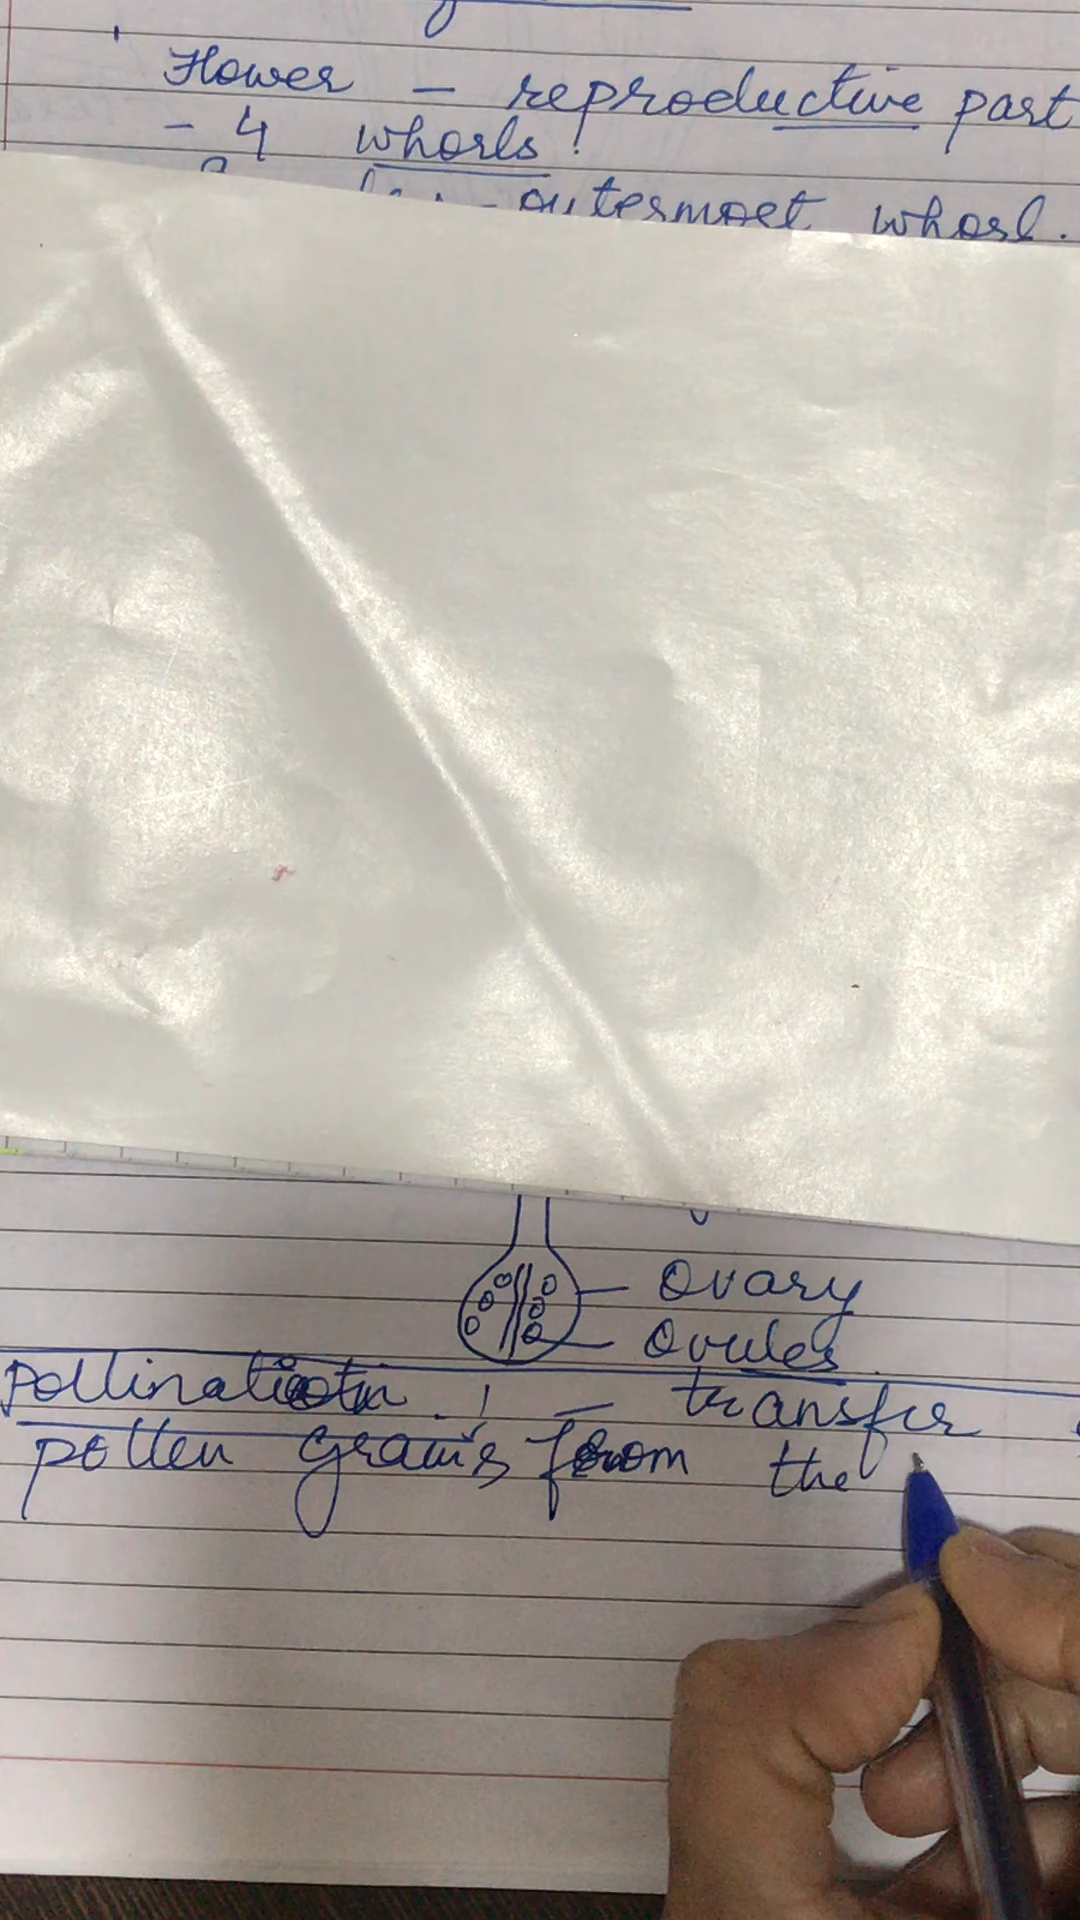 Flower - reproductive part
- 4 whorls :
- outermost whorl.
Ovary
Ovules
Pollination : - transfer
pollen grains from the